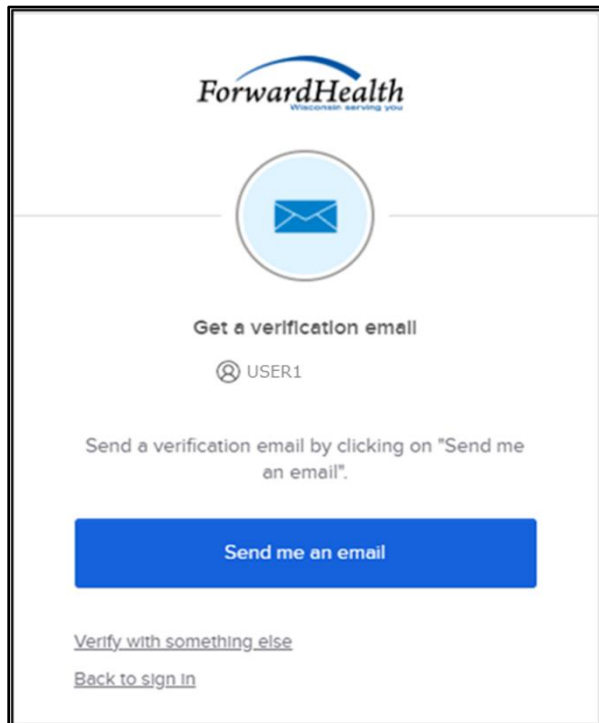 ForwardHealth
Wisconsin serving you
Get a verification email
USER1
Send a verification email by clicking on "Send me
an email".
Send me an email
Verify with something else
Back to sign in